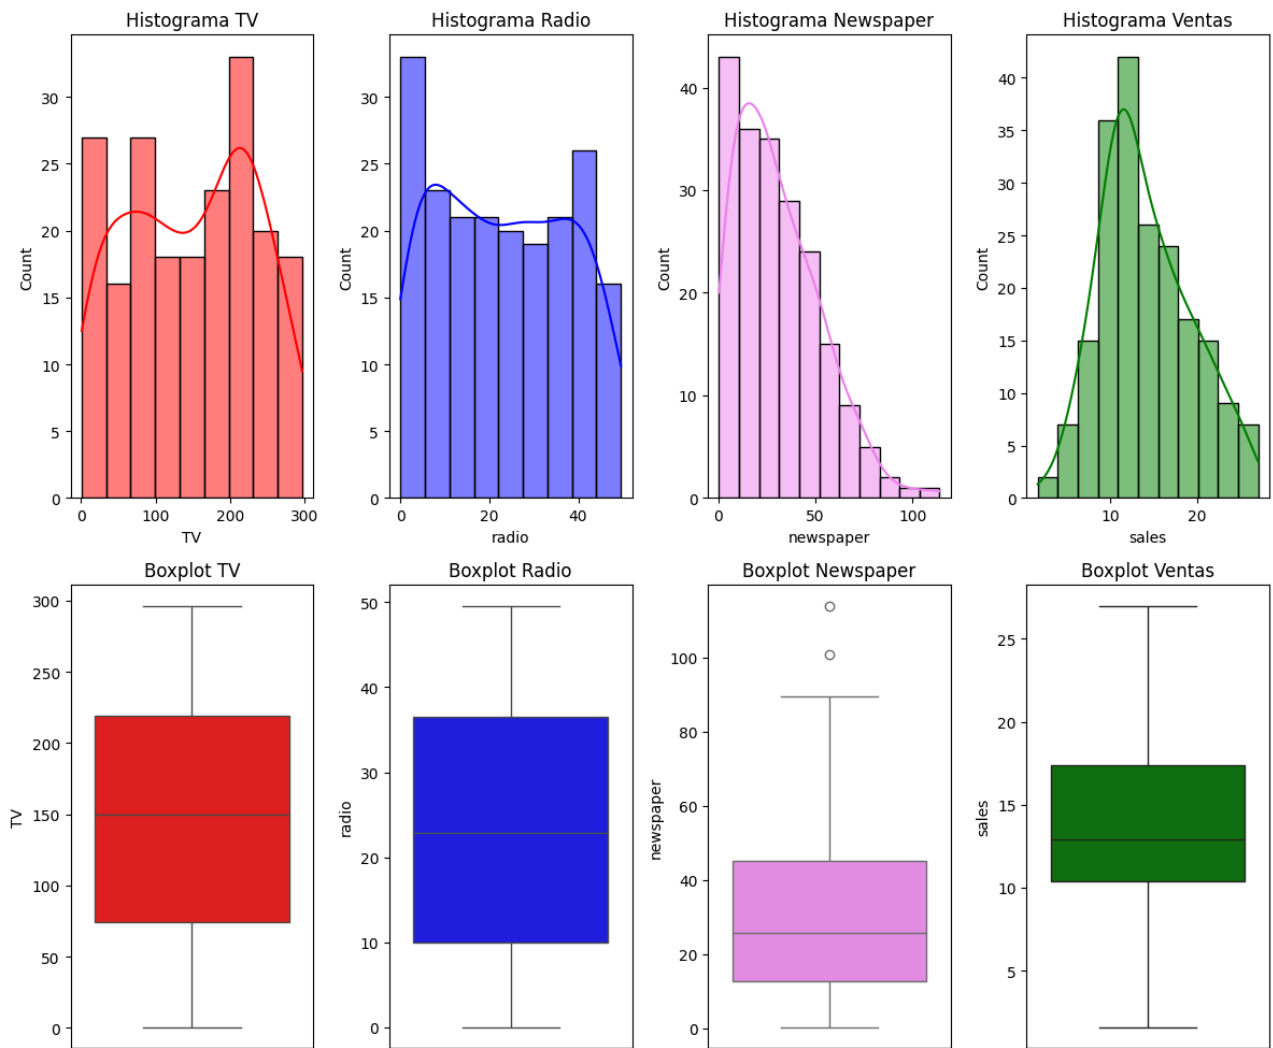 Histograma TV
Histograma Radio
Histograma Newspaper
Histograma Ventas
Count
30
25
20
15
10
5
0
0 100 200 300
TV
Count
30
25
20
15
10
5
0
0 20 40
radio
Count
40
30
20
10
0
0 50 100
newspaper
Count
40
35
30
25
20
15
10
5
0
10 20
sales
Boxplot TV
Boxplot Radio
Boxplot Newspaper
Boxplot Ventas
TV
300
250
200
150
100
50
0
radio
50
40
30
20
10
0
newspaper
100
80
60
40
20
0
sales
25
20
15
10
5